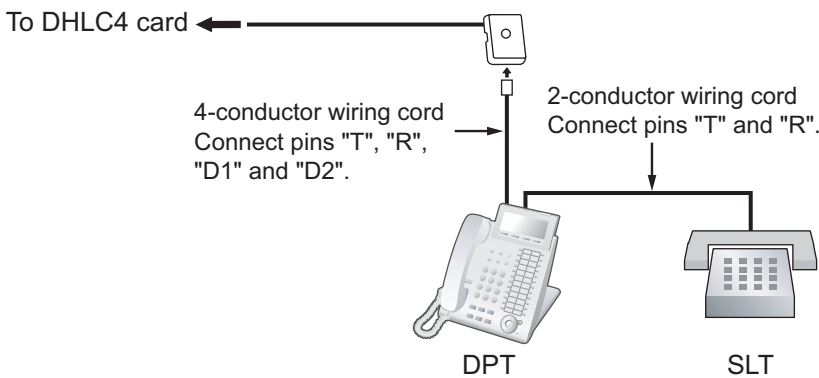 To DHLC4 card
4-conductor wiring cord
Connect pins "T", "R",
"D1" and "D2".
2-conductor wiring cord
Connect pins "T" and "R".
DPT
SLT